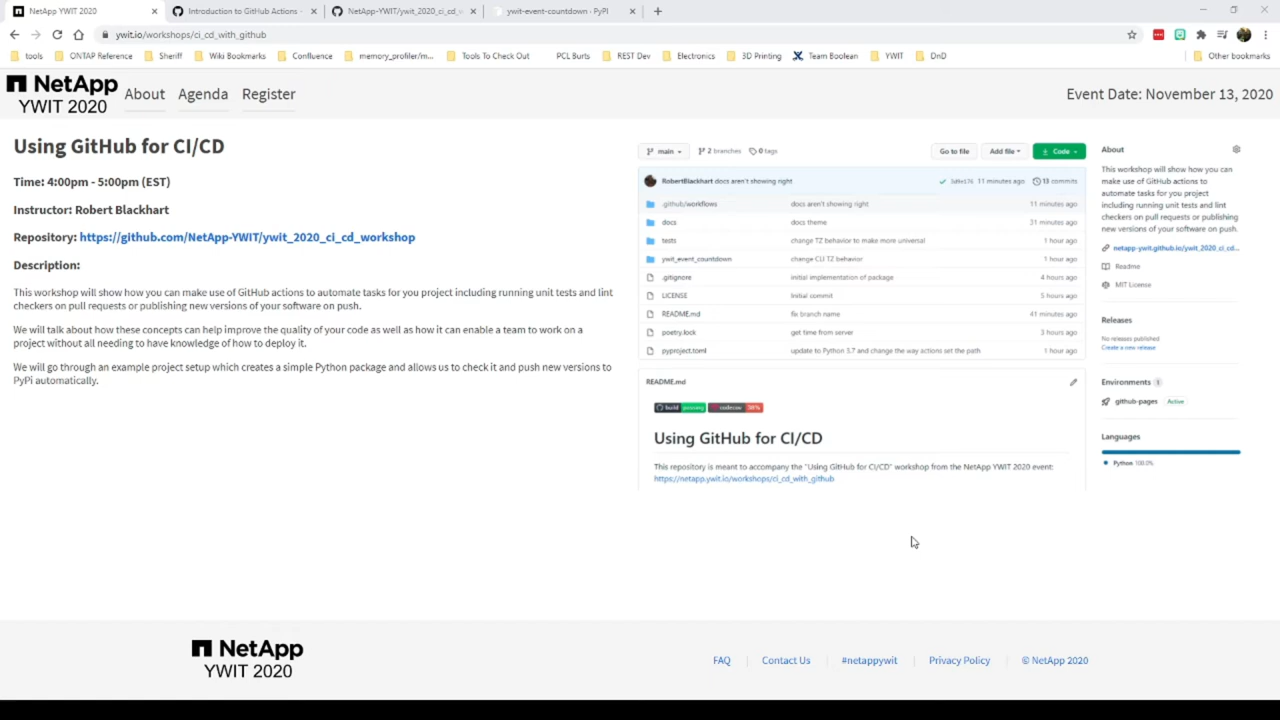 NetApp YWIT 2020
Introduction to GitHub Actions -
NetApp-YWIT/ywit_2020_ci_cd_w
ywit-event-countdown · PyPI
ywit.io/workshops/ci_cd_with_github
tools
ONTAP Reference
Sheriff
Wiki Bookmarks
Confluence
memory_profiler/m...
Tools To Check Out
PCL Burts
REST Dev
Electronics
3D Printing
Team Boolean
YWIT
DnD
Other bookmarks
NetApp
YWIT 2020
About
Agenda
Register
Event Date: November 13, 2020
Using GitHub for CI/CD
Time: 4:00pm - 5:00pm (EST)
Instructor: Robert Blackhart
Repository: https://github.com/NetApp-YWIT/ywit_2020_ci_cd_workshop
Description:
This workshop will show how you can make use of GitHub actions to automate tasks for you project including running unit tests and lint
checkers on pull requests or publishing new versions of your software on push.
We will talk about how these concepts can help improve the quality of your code as well as how it can enable a team to work on a
project without all needing to have knowledge of how to deploy it.
We will go through an example project setup which creates a simple Python package and allows us to check it and push new versions to
PyPi automatically.
main
2 branches
0 tags
Go to file
Add file
Code
RobertBlackhart docs aren't showing right
11 minutes ago
13 commits
.github/workflows docs aren't showing right 11 minutes ago
docs docs theme 31 minutes ago
tests change TZ behavior to make more universal 1 hour ago
ywit_event_countdown change CLI TZ behavior 1 hour ago
.gitignore initial implementation of package 4 hours ago
LICENSE Initial commit 5 hours ago
README.md fix branch name 41 minutes ago
poetry.lock get time from server 3 hours ago
pyproject.toml update to Python 3.7 and change the way actions set the path 1 hour ago
README.md
build passing codecov 38%
Using GitHub for CI/CD
This repository is meant to accompany the "Using GitHub for CI/CD" workshop from the NetApp YWIT 2020 event:
https://netapp.ywit.io/workshops/ci_cd_with_github
About
This workshop will show how you can
make use of GitHub actions to
automate tasks for you project
including running unit tests and lint
checkers on pull requests or publishing
new versions of your software on push.
netapp-ywit.github.io/ywit_2020_ci_cd...
Readme
MIT License
Releases
No releases published
Create a new release
Environments 1
github-pages Active
Languages
Python 100.0%
NetApp
YWIT 2020
FAQ
Contact Us
#netappywit
Privacy Policy
© NetApp 2020